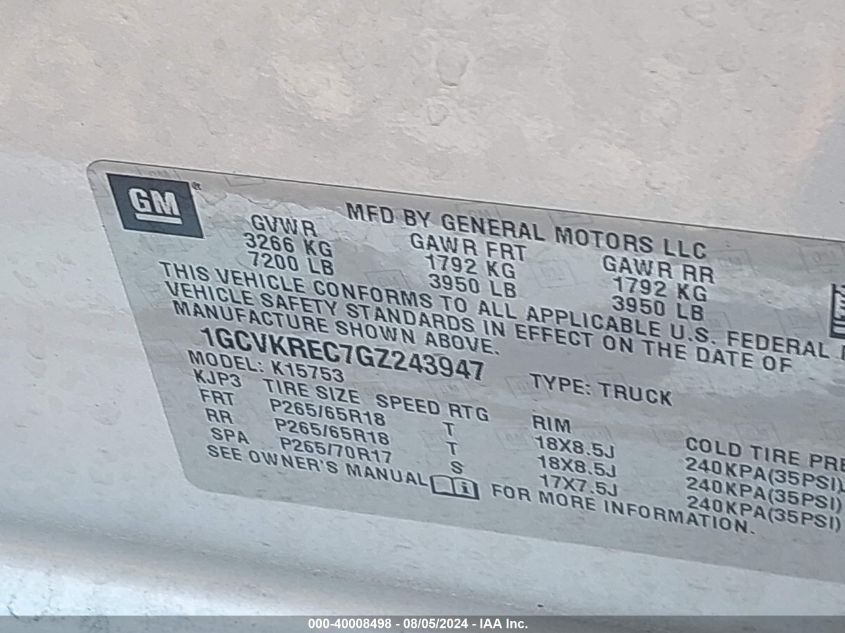 GM
MFD BY GENERAL MOTORS LLC
GVWR GAWR FRT GAWR RR
3266 KG 1792 KG 1792 KG
7200 LB 3950 LB 3950 LB
THIS VEHICLE CONFORMS TO ALL APPLICABLE U.S. FEDERAL
VEHICLE SAFETY STANDARDS IN EFFECT ON THE DATE OF
MANUFACTURE SHOWN ABOVE.
1GCVKREC7GZ243947 TYPE: TRUCK
MODEL: K15753
KJP3 TIRE SIZE SPEED RTG RIM COLD TIRE PRE
FRT P265/65R18 T 18X8.5J 240KPA(35PSI)
RR P265/65R18 T 18X8.5J 240KPA(35PSI)
SPA P265/70R17 S 17X7.5J 240KPA(35PSI)
SEE OWNER'S MANUAL FOR MORE INFORMATION.
000-40008498 - 08/05/2024 - IAA Inc.